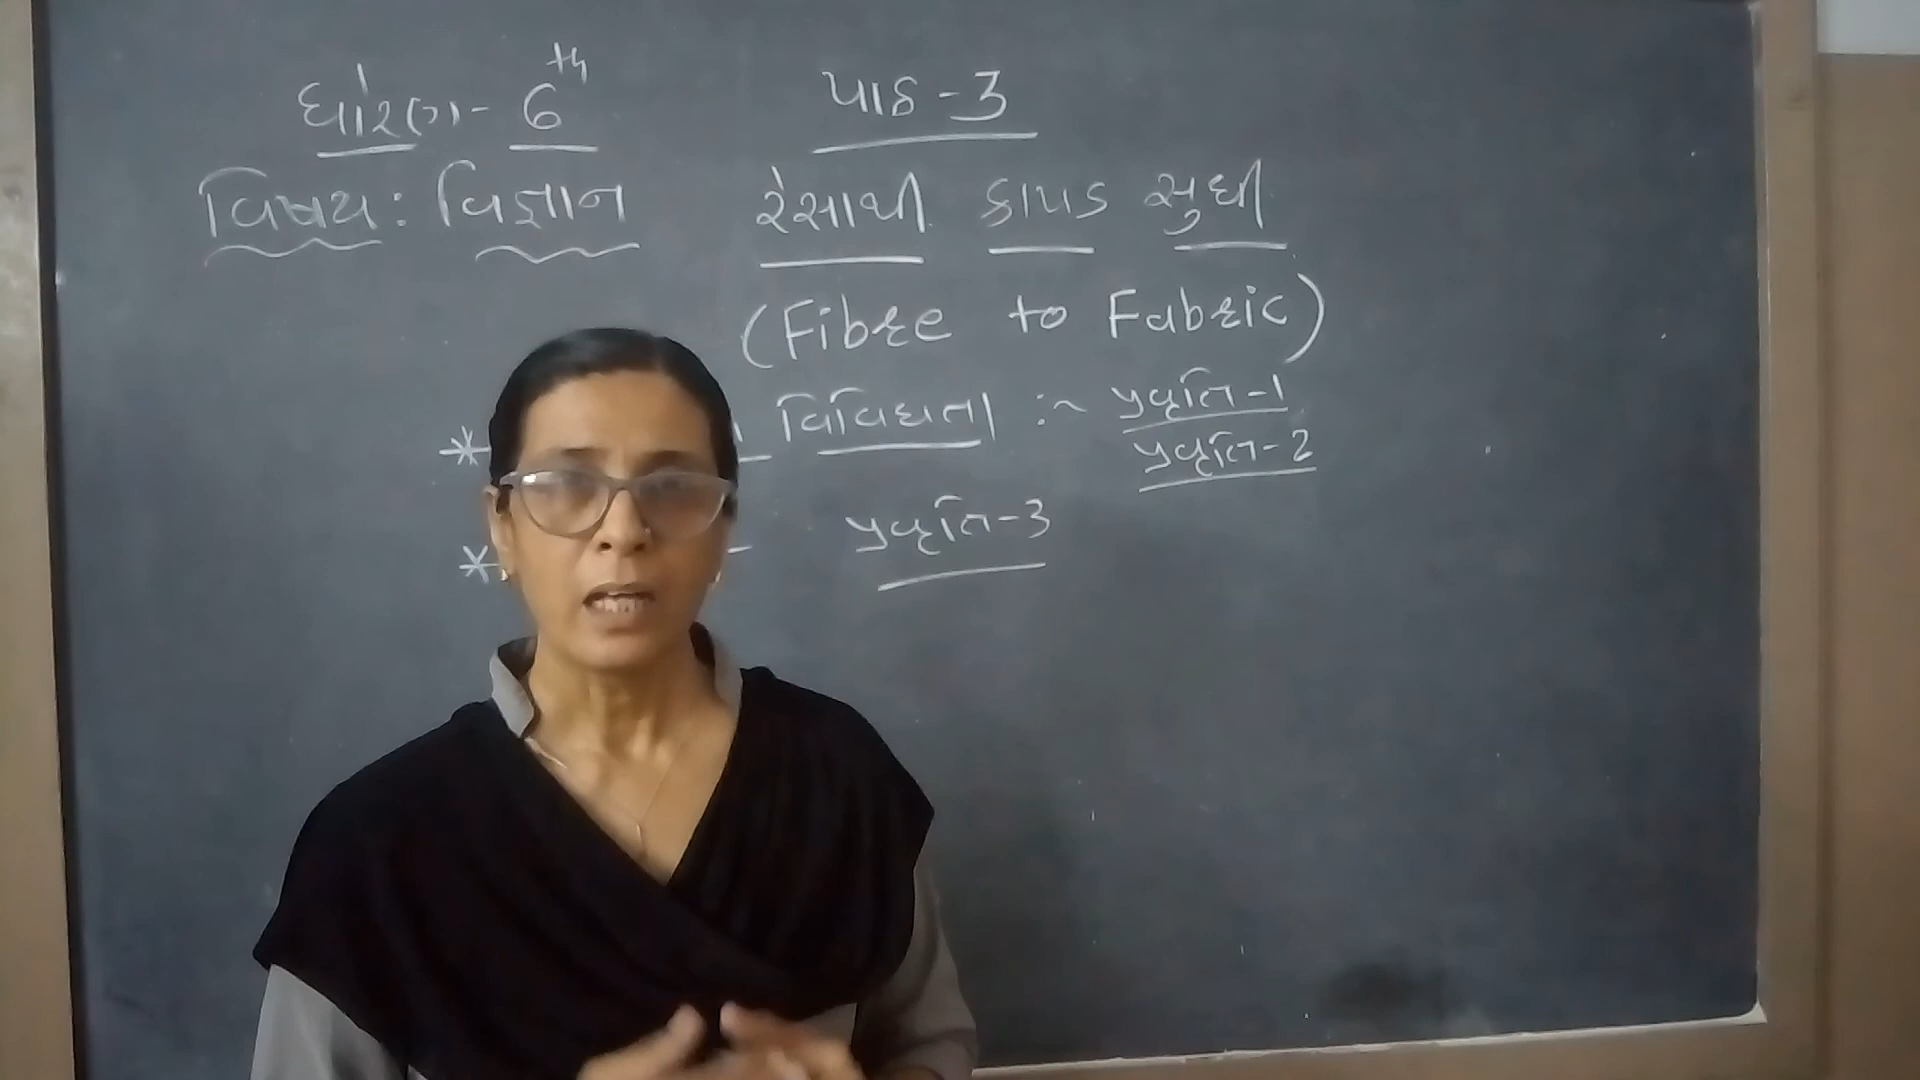 ધોરણ - 6th પાઠ - 3
વિષય : વિજ્ઞાન રેસાથી કાપડ સુધી
(Fibre to Fabric)
* વિવિધતા :~ પ્રવૃતિ-1
પ્રવૃતિ-2
* - પ્રવૃતિ-3